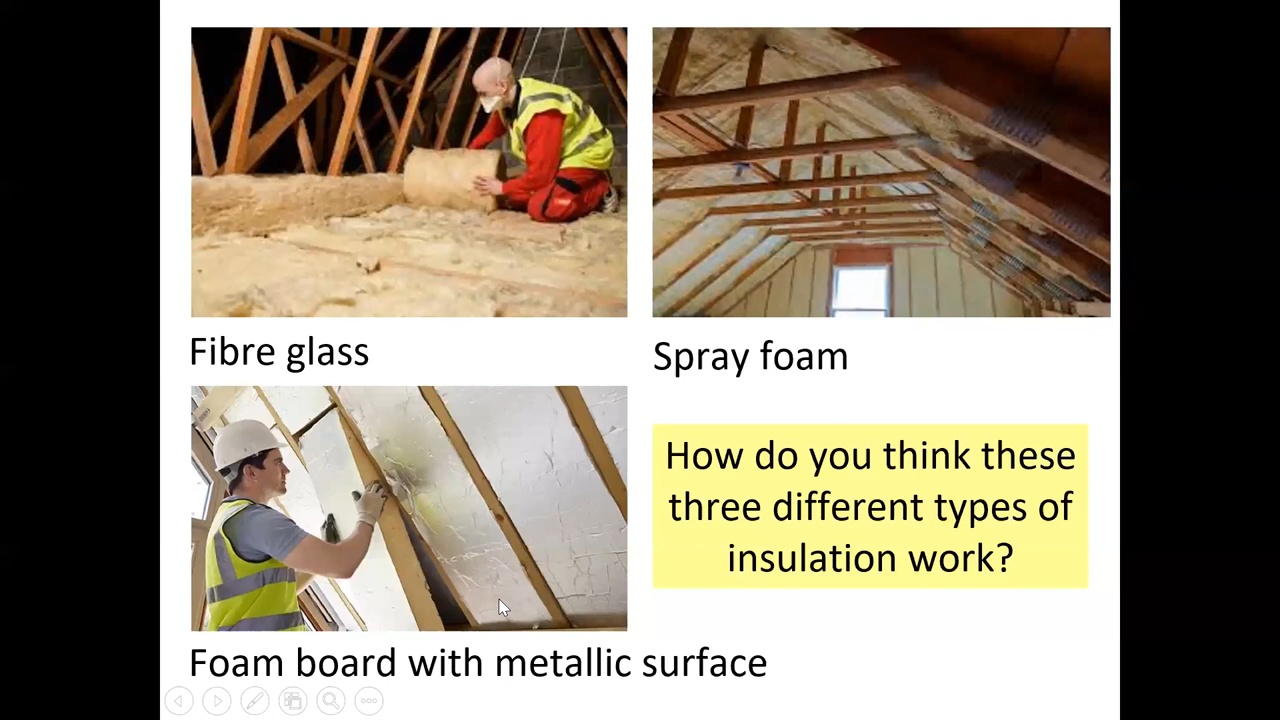 Fibre glass
Spray foam
How do you think these
three different types of
insulation work?
Foam board with metallic surface